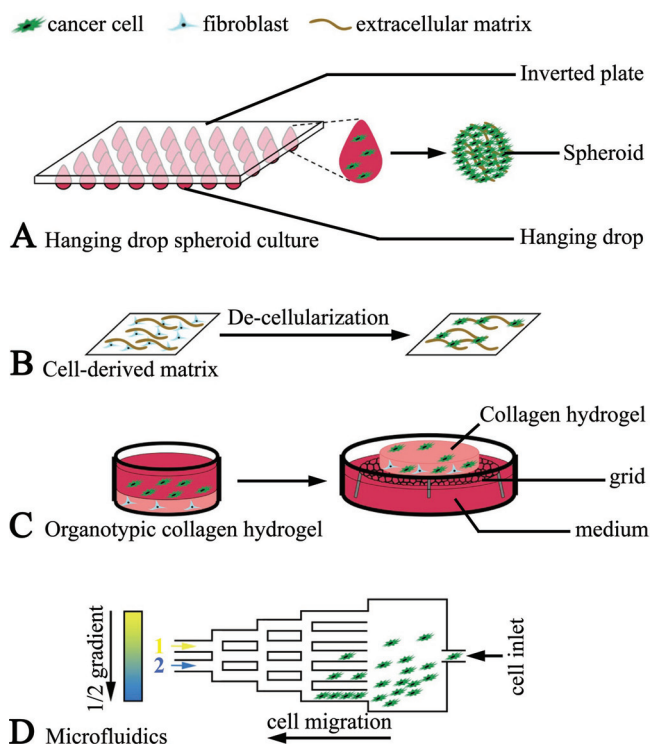 cancer cell fibroblast extracellular matrix
Inverted plate
Spheroid
Hanging drop
A Hanging drop spheroid culture
De-cellularization
B Cell-derived matrix
Collagen hydrogel
grid
medium
C Organotypic collagen hydrogel
1/2 gradient
1
2
cell inlet
cell migration
D Microfluidics